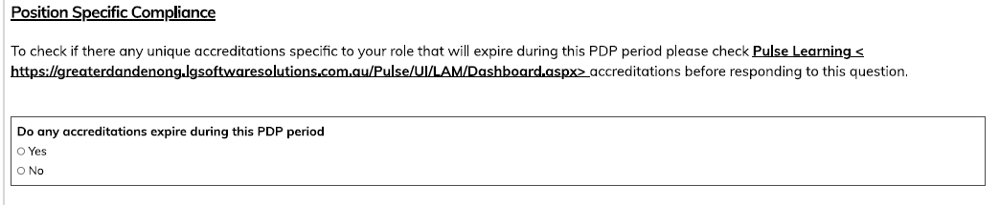 Position Specific Compliance
To check if there any unique accreditations specific to your role that will expire during this PDP period please check Pulse Learning <
https://greaterdandenong.lgsoftwaresolutions.com.au/Pulse/UI/LAM/Dashboard.aspx> accreditations before responding to this question.
Do any accreditations expire during this PDP period
Yes
No